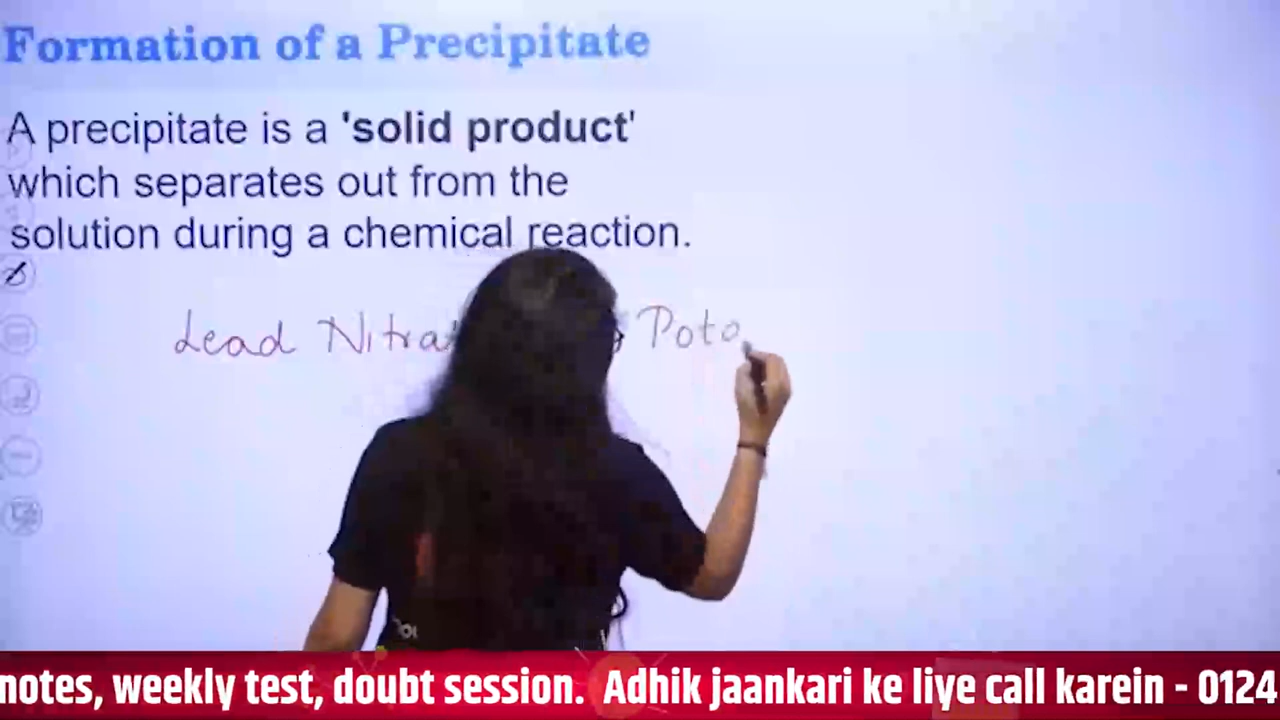 Formation of a Precipitate
A precipitate is a 'solid product'
which separates out from the
solution during a chemical reaction.
Lead Nitra Pota
notes, weekly test, doubt session. Adhik jaankari ke liye call karein - 0124